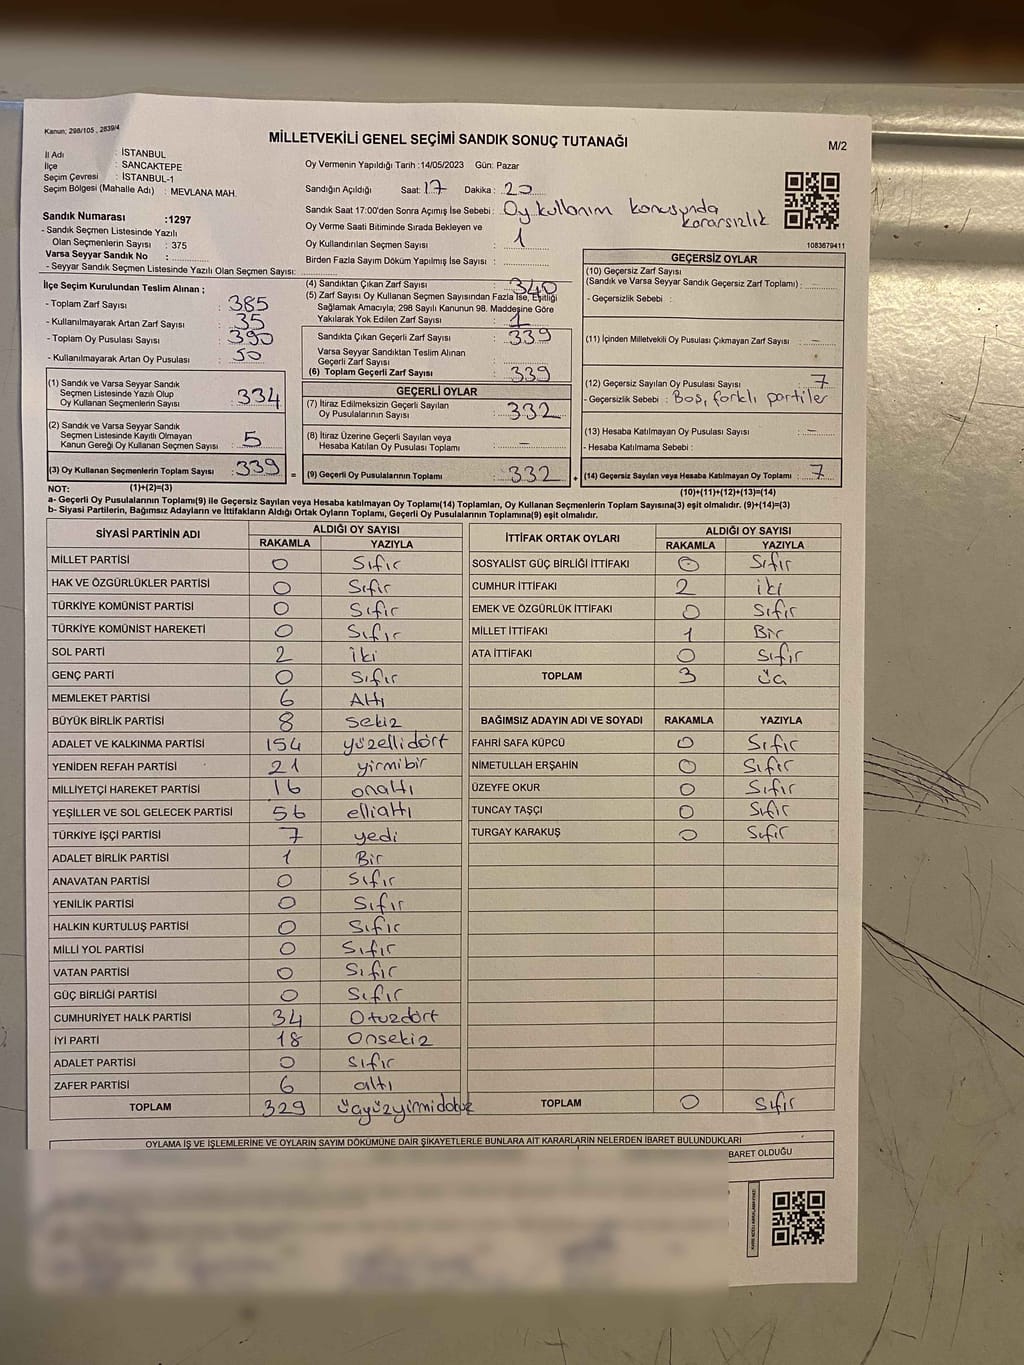 Kanun; 298/105 , 2839/4
MİLLETVEKİLİ GENEL SEÇİMİ SANDIK SONUÇ TUTANAĞI
M/2
İl Adı : İSTANBUL
İlçe : SANCAKTEPE
Seçim Çevresi : İSTANBUL-1
Seçim Bölgesi (Mahalle Adı) : MEVLANA MAH.
Sandık Numarası :1297
- Sandık Seçmen Listesinde Yazılı
Olan Seçmenlerin Sayısı : 375
Varsa Seyyar Sandık No :
- Seyyar Sandık Seçmen Listesinde Yazılı Olan Seçmen Sayısı:
Oy Vermenin Yapıldığı Tarih :14/05/2023 Gün: Pazar
Sandığın Açıldığı Saat: 17 Dakika : 20
Sandık Saat 17:00'den Sonra Açılmış İse Sebebi : Oy kullanım konusunda kararsızlık
Oy Verme Saati Bitiminde Sırada Bekleyen ve
Oy Kullandırılan Seçmen Sayısı : 1
Birden Fazla Sayım Döküm Yapılmış İse Sayısı :
1083679411
İlçe Seçim Kurulundan Teslim Alınan ;
- Toplam Zarf Sayısı : 385
- Kullanılmayarak Artan Zarf Sayısı : 35
- Toplam Oy Pusulası Sayısı : 390
- Kullanılmayarak Artan Oy Pusulası : 50
(1) Sandık ve Varsa Seyyar Sandık
Seçmen Listesinde Yazılı Olup
Oy Kullanan Seçmenlerin Sayısı : 334
(2) Sandık ve Varsa Seyyar Sandık
Seçmen Listesinde Kayıtlı Olmayan
Kanun Gereği Oy Kullanan Seçmen Sayısı : 5
(3) Oy Kullanan Seçmenlerin Toplam Sayısı : 339
(1)+(2)=(3)
(4) Sandıktan Çıkan Zarf Sayısı : 340
(5) Zarf Sayısı Oy Kullanan Seçmen Sayısından Fazla İse, Eşitliği
Sağlamak Amacıyla; 298 Sayılı Kanunun 98. Maddesine Göre
Yakılarak Yok Edilen Zarf Sayısı : 1
Sandıkta Çıkan Geçerli Zarf Sayısı : 339
Varsa Seyyar Sandıktan Teslim Alınan
Geçerli Zarf Sayısı :
(6) Toplam Geçerli Zarf Sayısı : 339
GEÇERLİ OYLAR
(7) İtiraz Edilmeksizin Geçerli Sayılan
Oy Pusulalarının Sayısı : 332
(8) İtiraz Üzerine Geçerli Sayılan veya
Hesaba Katılan Oy Pusulası Sayısı : —
= (9) Geçerli Oy Pusulalarının Toplamı : 332 +
GEÇERSİZ OYLAR
(10) Geçersiz Zarf Sayısı
(Sandık ve Varsa Seyyar Sandık Geçersiz Zarf Toplamı) : —
- Geçersizlik Sebebi :
(11) İçinden Milletvekili Oy Pusulası Çıkmayan Zarf Sayısı : —
(12) Geçersiz Sayılan Oy Pusulası Sayısı : 7
- Geçersizlik Sebebi : Boş, farklı partiler
(13) Hesaba Katılmayan Oy Pusulası Sayısı : —
- Hesaba Katılmama Sebebi :
(14) Geçersiz Sayılan veya Hesaba Katılmayan Oy Toplamı : 7
(10)+(11)+(12)+(13)=(14)
NOT:
a- Geçerli Oy Pusulalarının Toplamı(9) ile Geçersiz Sayılan veya Hesaba katılmayan Oy Toplamı(14) Toplamları, Oy Kullanan Seçmenlerin Toplam Sayısına(3) eşit olmalıdır. (9)+(14)=(3)
b- Siyasi Partilerin, Bağımsız Adayların ve İttifakların Aldığı Ortak Oyların Toplamı, Geçerli Oy Pusulalarının Toplamına(9) eşit olmalıdır.
SİYASİ PARTİNİN ADI ALDIĞI OY SAYISI
RAKAMLA YAZIYLA
MİLLET PARTİSİ 0 Sıfır
HAK VE ÖZGÜRLÜKLER PARTİSİ 0 Sıfır
TÜRKİYE KOMÜNİST PARTİSİ 0 Sıfır
TÜRKİYE KOMÜNİST HAREKETİ 0 Sıfır
SOL PARTİ 2 iki
GENÇ PARTİ 0 Sıfır
MEMLEKET PARTİSİ 6 Altı
BÜYÜK BİRLİK PARTİSİ 8 sekiz
ADALET VE KALKINMA PARTİSİ 154 yüzellidört
YENİDEN REFAH PARTİSİ 21 yirmibir
MİLLİYETÇİ HAREKET PARTİSİ 16 onaltı
YEŞİLLER VE SOL GELECEK PARTİSİ 56 ellialtı
TÜRKİYE İŞÇİ PARTİSİ 7 yedi
ADALET BİRLİK PARTİSİ 1 Bir
ANAVATAN PARTİSİ 0 Sıfır
YENİLİK PARTİSİ 0 Sıfır
HALKIN KURTULUŞ PARTİSİ 0 Sıfır
MİLLİ YOL PARTİSİ 0 Sıfır
VATAN PARTİSİ 0 Sıfır
GÜÇ BİRLİĞİ PARTİSİ 0 Sıfır
CUMHURİYET HALK PARTİSİ 34 Otuzdört
İYİ PARTİ 18 Onsekiz
ADALET PARTİSİ 0 sıfır
ZAFER PARTİSİ 6 altı
TOPLAM 329 üçyüzyirmidokuz
İTTİFAK ORTAK OYLARI ALDIĞI OY SAYISI
RAKAMLA YAZIYLA
SOSYALİST GÜÇ BİRLİĞİ İTTİFAKI 0 Sıfır
CUMHUR İTTİFAKI 2 iki
EMEK VE ÖZGÜRLÜK İTTİFAKI 0 Sıfır
MİLLET İTTİFAKI 1 Bir
ATA İTTİFAKI 0 sıfır
TOPLAM 3 üç
BAĞIMSIZ ADAYIN ADI VE SOYADI RAKAMLA YAZIYLA
FAHRİ SAFA KÜPCÜ 0 Sıfır
NİMETULLAH ERŞAHİN 0 Sıfır
ÜZEYFE OKUR 0 Sıfır
TUNCAY TAŞÇI 0 Sıfır
TURGAY KARAKUŞ 0 Sıfır
TOPLAM 0 Sıfır
OYLAMA İŞ VE İŞLEMLERİNE VE OYLARIN SAYIM DÖKÜMÜNE DAİR ŞİKAYETLERLE BUNLARA AİT KARARLARIN NELERDEN İBARET BULUNDUKLARI
BARET OLDUĞU